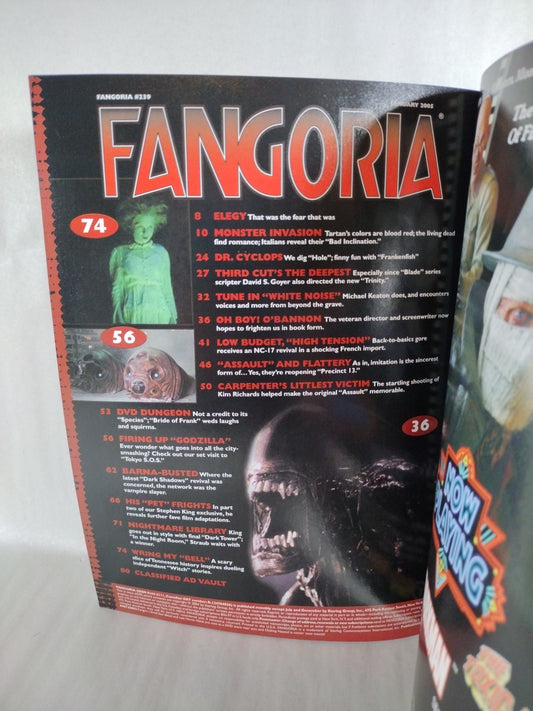 FANGORIA #239
FEBRUARY 2005
FANGORIA®
74
8 ELEGY That was the fear that was
10 MONSTER INVASION Tartan's colors are blood red; the living dead
find romance; Italians reveal their "Bad Inclination."
24 DR. CYCLOPS We dig "Hole"; finny fun with "Frankenfish"
27 THIRD CUT'S THE DEEPEST Especially since "Blade" series
scripter David S. Goyer also directed the new "Trinity."
32 TUNE IN "WHITE NOISE" Michael Keaton does, and encounters
voices and more from beyond the grave.
36 OH BOY! O'BANNON The veteran director and screenwriter now
hopes to frighten us in book form.
41 LOW BUDGET, "HIGH TENSION" Back-to-basics gore
receives an NC-17 revival in a shocking French import.
46 "ASSAULT" AND FLATTERY As in, imitation is the sincerest
form of... Yes, they're reopening "Precinct 13."
50 CARPENTER'S LITTLEST VICTIM The startling shooting of
Kim Richards helped make the original "Assault" memorable.
56
53 DVD DUNGEON Not a credit to its
"Species"; "Bride of Frank" weds laughs
and squirms.
56 FIRING UP "GODZILLA"
Ever wonder what goes into all the city-
smashing? Check out our set visit to
"Tokyo S.O.S."
62 BARNA-BUSTED Where the
latest "Dark Shadows" revival was
concerned, the network was the
vampire slayer.
66 HIS "PET" FRIGHTS In part
two of our Stephen King exclusive, he
reveals further fave film adaptations.
71 NIGHTMARE LIBRARY King
goes out in style with final "Dark Tower";
"In the Night Room," Straub waits with
a winner.
74 WRING MY "BELL" A scary
slice of Tennessee history inspires dueling
independent "Witch" stories.
80 CLASSIFIED AD VAULT
36
The
Of
NOW